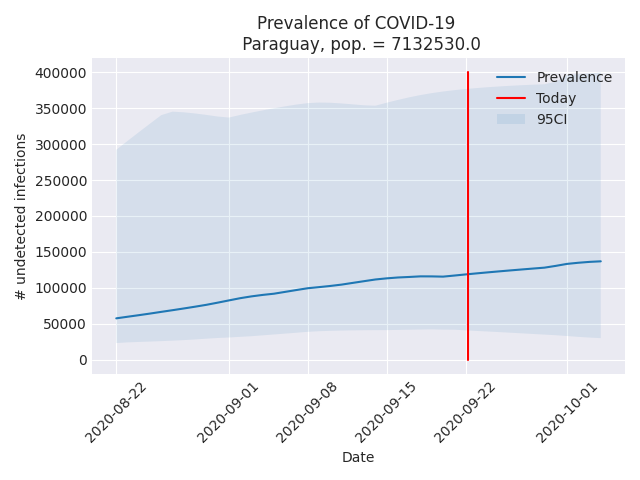 Prevalence of COVID-19
Paraguay, pop. = 7132530.0
400000
350000
300000
250000
200000
150000
100000
50000
0
# undetected infections
Prevalence
Today
95CI
2020-08-22
2020-09-01
2020-09-08
2020-09-15
2020-09-22
2020-10-01
Date